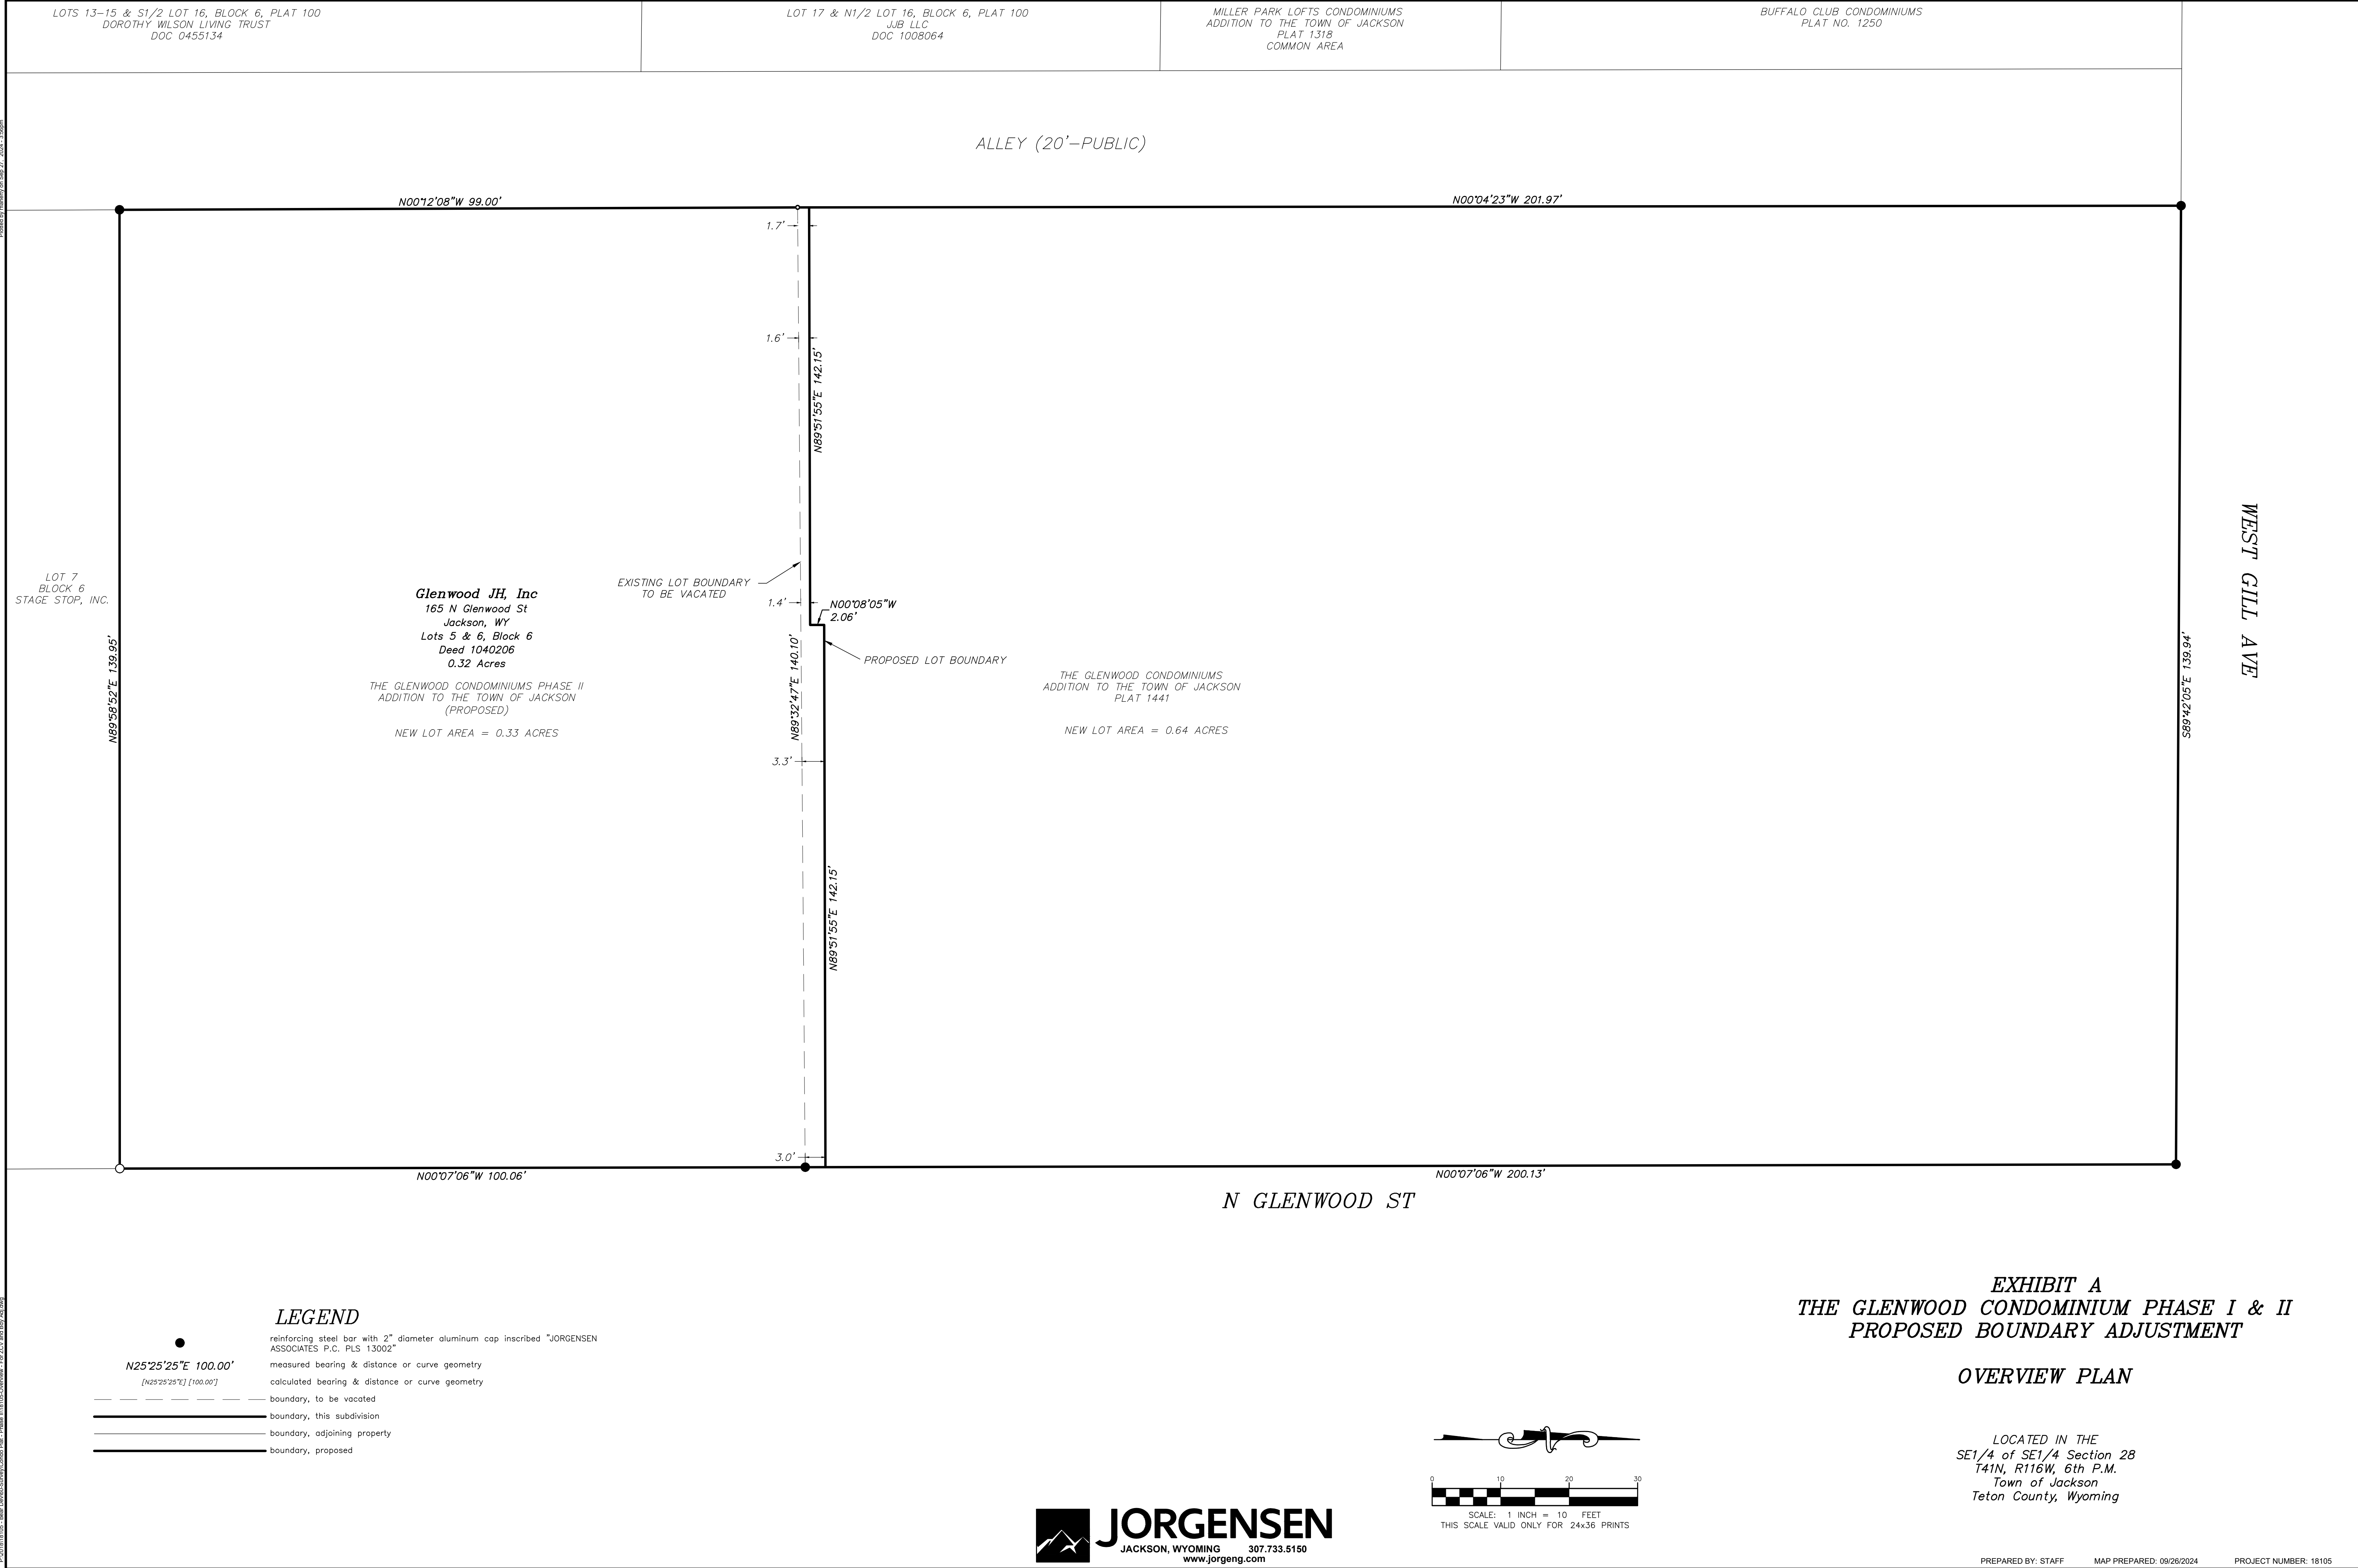 LOTS 13-15 & S1/2 LOT 16, BLOCK 6, PLAT 100
DOROTHY WILSON LIVING TRUST
DOC 0455134
LOT 17 & N1/2 LOT 16, BLOCK 6, PLAT 100
JJB LLC
DOC 1008064
MILLER PARK LOFTS CONDOMINIUMS
ADDITION TO THE TOWN OF JACKSON
PLAT 1318
COMMON AREA
BUFFALO CLUB CONDOMINIUMS
PLAT NO. 1250
ALLEY (20'-PUBLIC)
N00°12'08"W 99.00'
N00°04'23"W 201.97'
1.7'
1.6'
N89°51'55"E 142.15'
WEST GILL AVE
LOT 7
BLOCK 6
STAGE STOP, INC.
N89°58'52"E 139.95'
Glenwood JH, Inc
165 N Glenwood St
Jackson, WY
Lots 5 & 6, Block 6
Deed 1040206
0.32 Acres
THE GLENWOOD CONDOMINIUMS PHASE II
ADDITION TO THE TOWN OF JACKSON
(PROPOSED)
NEW LOT AREA = 0.33 ACRES
EXISTING LOT BOUNDARY
TO BE VACATED
1.4'
N00°08'05"W
2.06'
N89°32'47"E 140.10'
PROPOSED LOT BOUNDARY
THE GLENWOOD CONDOMINIUMS
ADDITION TO THE TOWN OF JACKSON
PLAT 1441
NEW LOT AREA = 0.64 ACRES
S89°42'05"E 139.94'
3.3'
N89°51'55"E 142.15'
3.0'
N00°07'06"W 100.06'
N00°07'06"W 200.13'
N GLENWOOD ST
LEGEND
reinforcing steel bar with 2" diameter aluminum cap inscribed "JORGENSEN
ASSOCIATES P.C. PLS 13002"
N25°25'25"E 100.00'
measured bearing & distance or curve geometry
[N25°25'25"E] [100.00']
calculated bearing & distance or curve geometry
boundary, to be vacated
boundary, this subdivision
boundary, adjoining property
boundary, proposed
EXHIBIT A
THE GLENWOOD CONDOMINIUM PHASE I & II
PROPOSED BOUNDARY ADJUSTMENT
OVERVIEW PLAN
LOCATED IN THE
SE1/4 of SE1/4 Section 28
T41N, R116W, 6th P.M.
Town of Jackson
Teton County, Wyoming
0 10 20 30
SCALE: 1 INCH = 10 FEET
THIS SCALE VALID ONLY FOR 24x36 PRINTS
JORGENSEN
JACKSON, WYOMING 307.733.5150
www.jorgeng.com
PREPARED BY: STAFF MAP PREPARED: 09/26/2024 PROJECT NUMBER: 18105